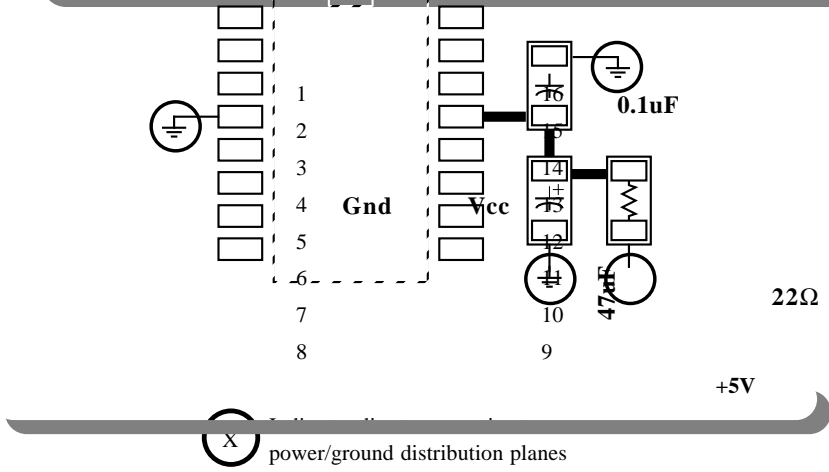 1 16
0.1uF
2 15
3 14
4 Gnd Vcc 13
5 12
6 11
47uF
7 10
22Ω
8 9
+5V
X
power/ground distribution planes